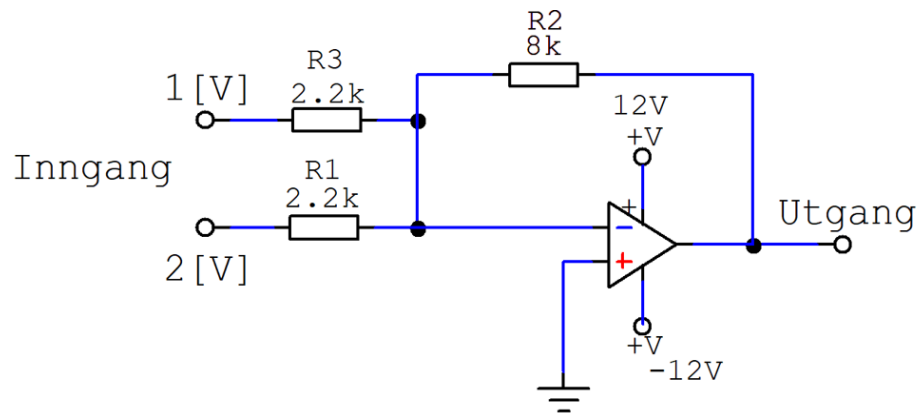 R2
8k
R3
2.2k
1[V]
12V
+V
Inngang
R1
2.2k
+
−
+
Utgang
2[V]
+V
-12V